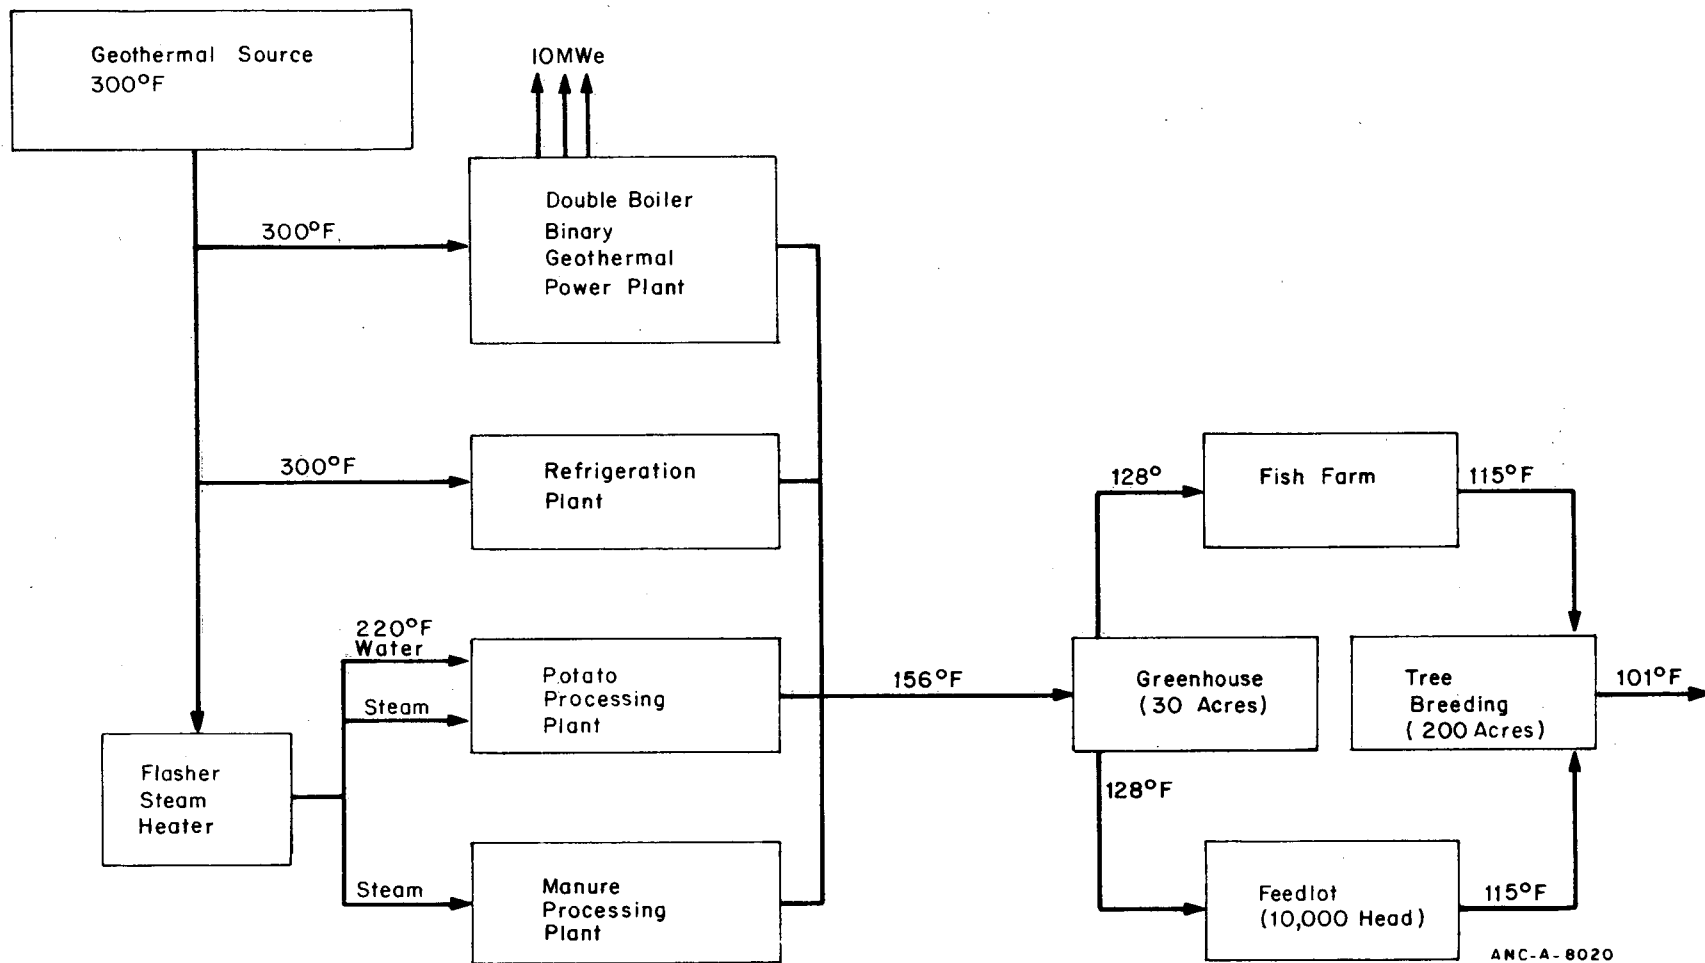 Geothermal Source
300°F
10MWe
Double Boiler
Binary
Geothermal
Power Plant
300°F
Refrigeration
Plant
300°F
Fish Farm
128°
115°F
220°F
Water
Potato
Processing
Plant
Steam
156°F
Greenhouse
(30 Acres)
Tree
Breeding
(200 Acres)
101°F
Flasher
Steam
Heater
128°F
Steam
Manure
Processing
Plant
Feedlot
(10,000 Head)
115°F
ANC-A-8020